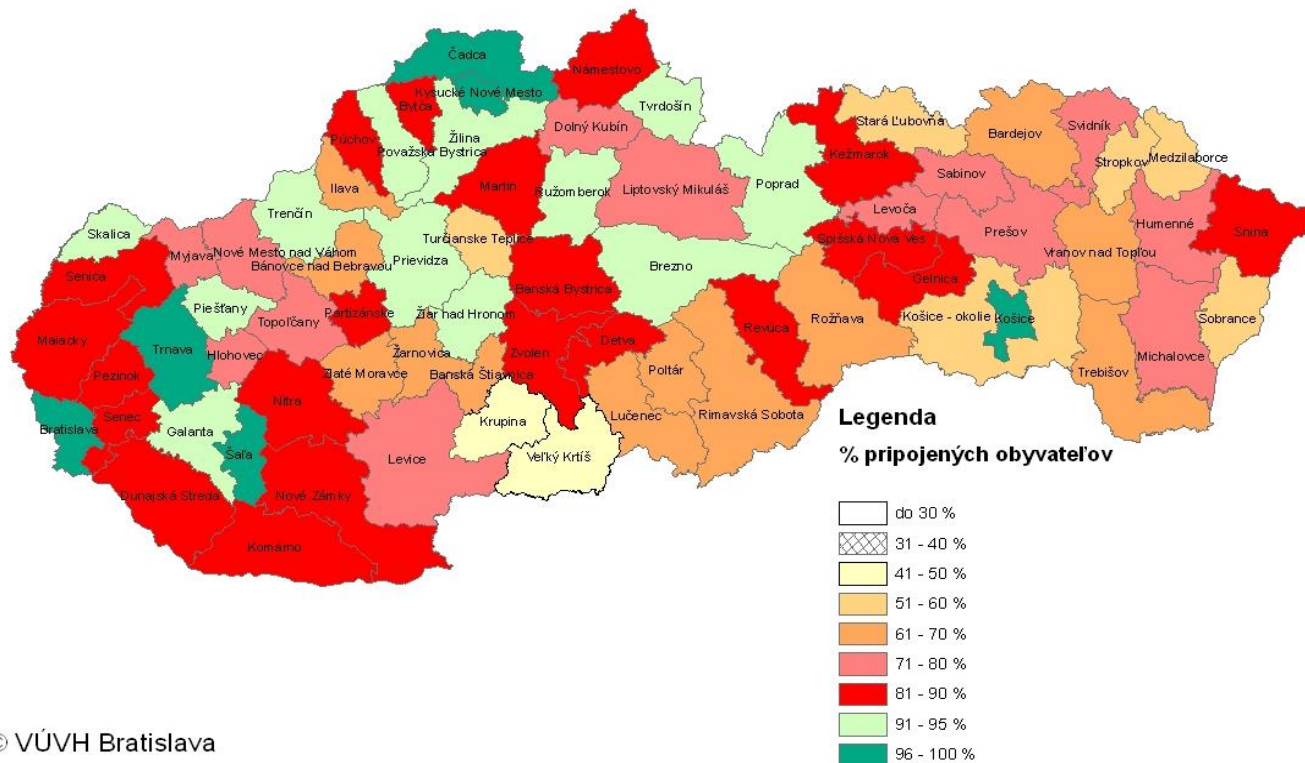 Čadca
Námestovo
Kysucké Nové Mesto
Bytča
Tvrdošín
Púchov
Žilina
Dolný Kubín
Považská Bystrica
Stará Ľubovňa
Bardejov
Svidník
Stropkov
Medzilaborce
Kežmarok
Ilava
Martin
Ružomberok
Liptovský Mikuláš
Poprad
Sabinov
Levoča
Trenčín
Skalica
Turčianske Teplice
Prešov
Humenné
Snina
Myjava
Nové Mesto nad Váhom
Bánovce nad Bebravou
Prievidza
Spišská Nová Ves
Vranov nad Topľou
Senica
Brezno
Gelnica
Banská Bystrica
Piešťany
Partizánske
Žiar nad Hronom
Topoľčany
Malacky
Trnava
Hlohovec
Žarnovica
Zvolen
Detva
Revúca
Rožňava
Košice - okolie
Košice
Sobrance
Michalovce
Pezinok
Zlaté Moravce
Banská Štiavnica
Poltár
Trebišov
Nitra
Senec
Bratislava
Galanta
Šaľa
Krupina
Lučenec
Rimavská Sobota
Levice
Veľký Krtíš
Dunajská Streda
Nové Zámky
Komárno
Legenda
% pripojených obyvateľov
do 30 %
31 - 40 %
41 - 50 %
51 - 60 %
61 - 70 %
71 - 80 %
81 - 90 %
91 - 95 %
96 - 100 %
© VÚVH Bratislava